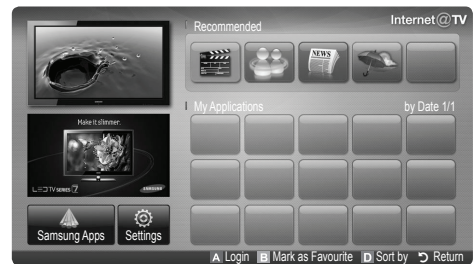 Internet@TV
Recommended
NEWS
My Applications
by Date 1/1
Make it slimmer.
LED TV SERIES 7
SAMSUNG
Samsung Apps
Settings
A Login B Mark as Favourite D Sort by Return